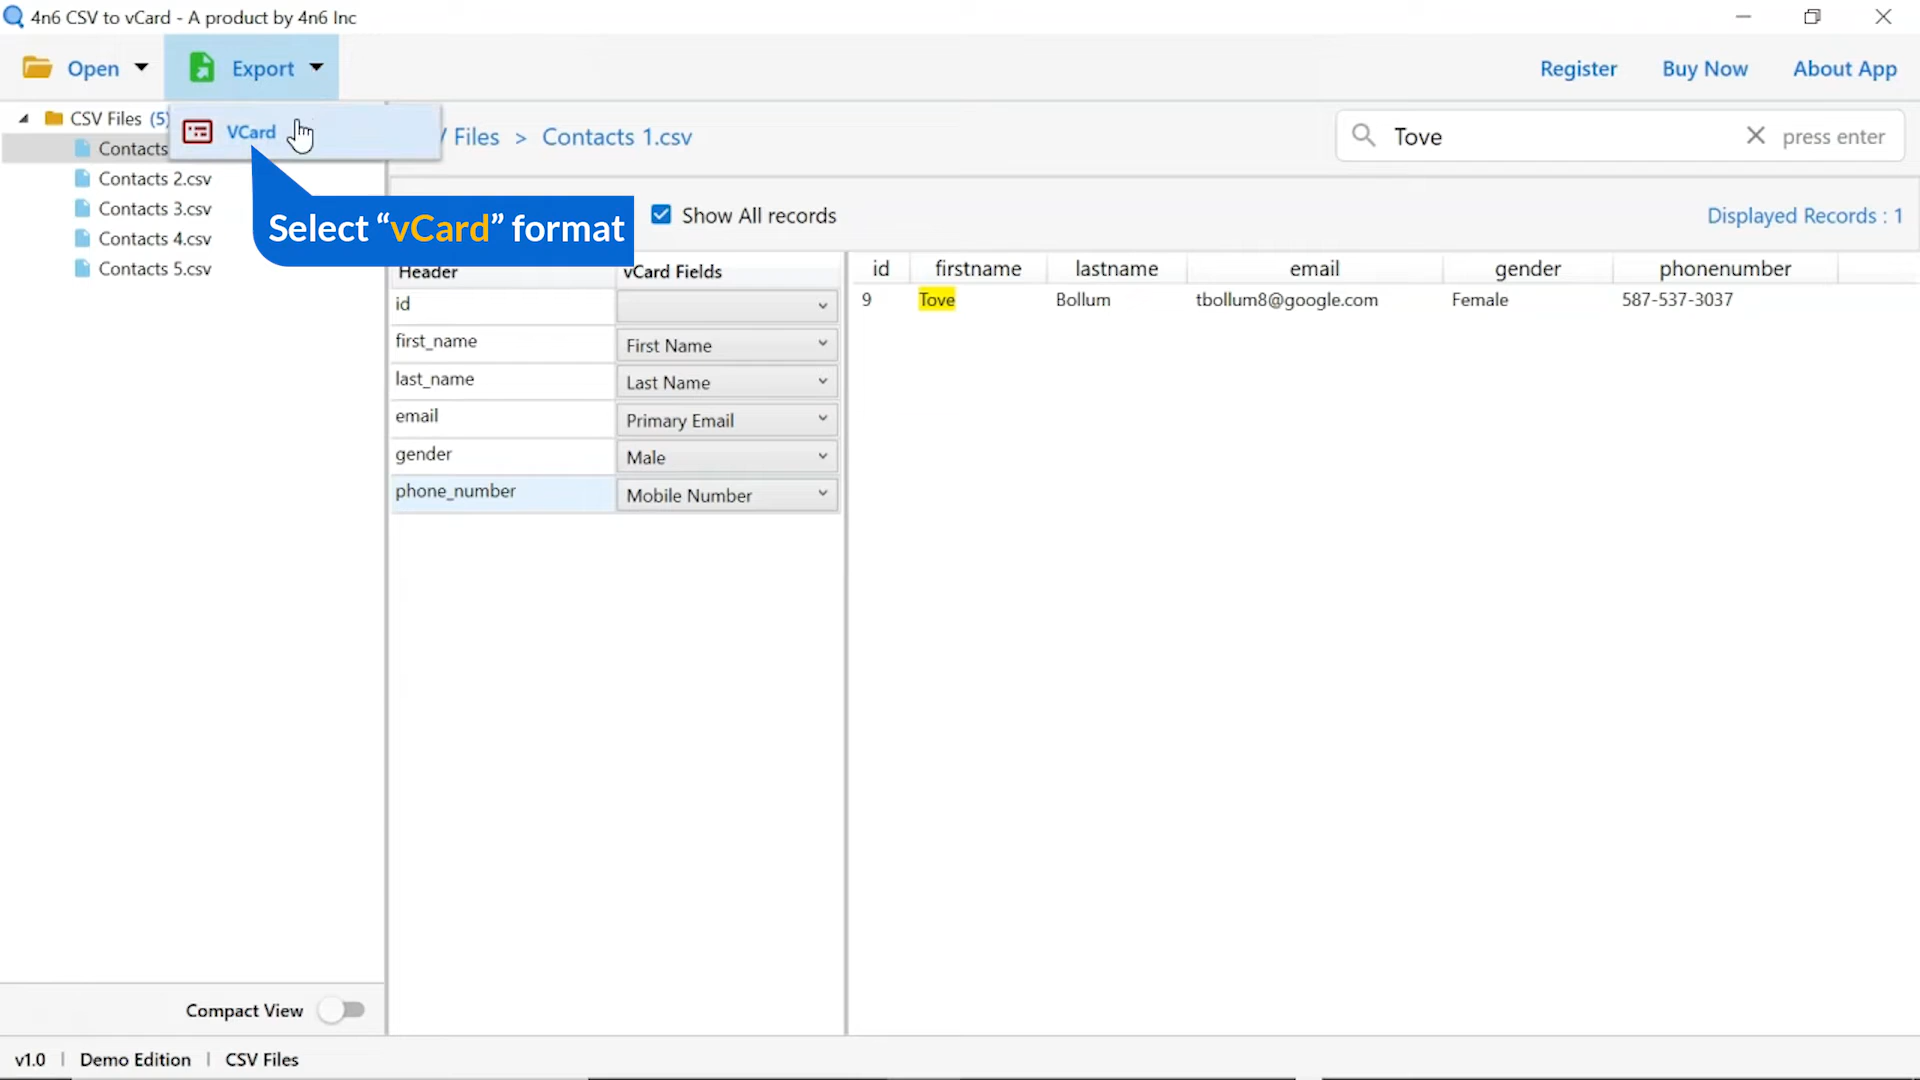 4n6 CSV to vCard - A product by 4n6 Inc
Open
Export
Register
Buy Now
About App
CSV Files (5)
VCard
Files > Contacts 1.csv
Tove
press enter
Contacts
Contacts 2.csv
Contacts 3.csv
Contacts 4.csv
Contacts 5.csv
Select “vCard” format
Show All records
Displayed Records : 1
Header vCard Fields
id
first_name First Name
last_name Last Name
email Primary Email
gender Male
phone_number Mobile Number
id firstname lastname email gender phonenumber
9 Tove Bollum tbollum8@google.com Female 587-537-3037
Compact View
v1.0 | Demo Edition | CSV Files